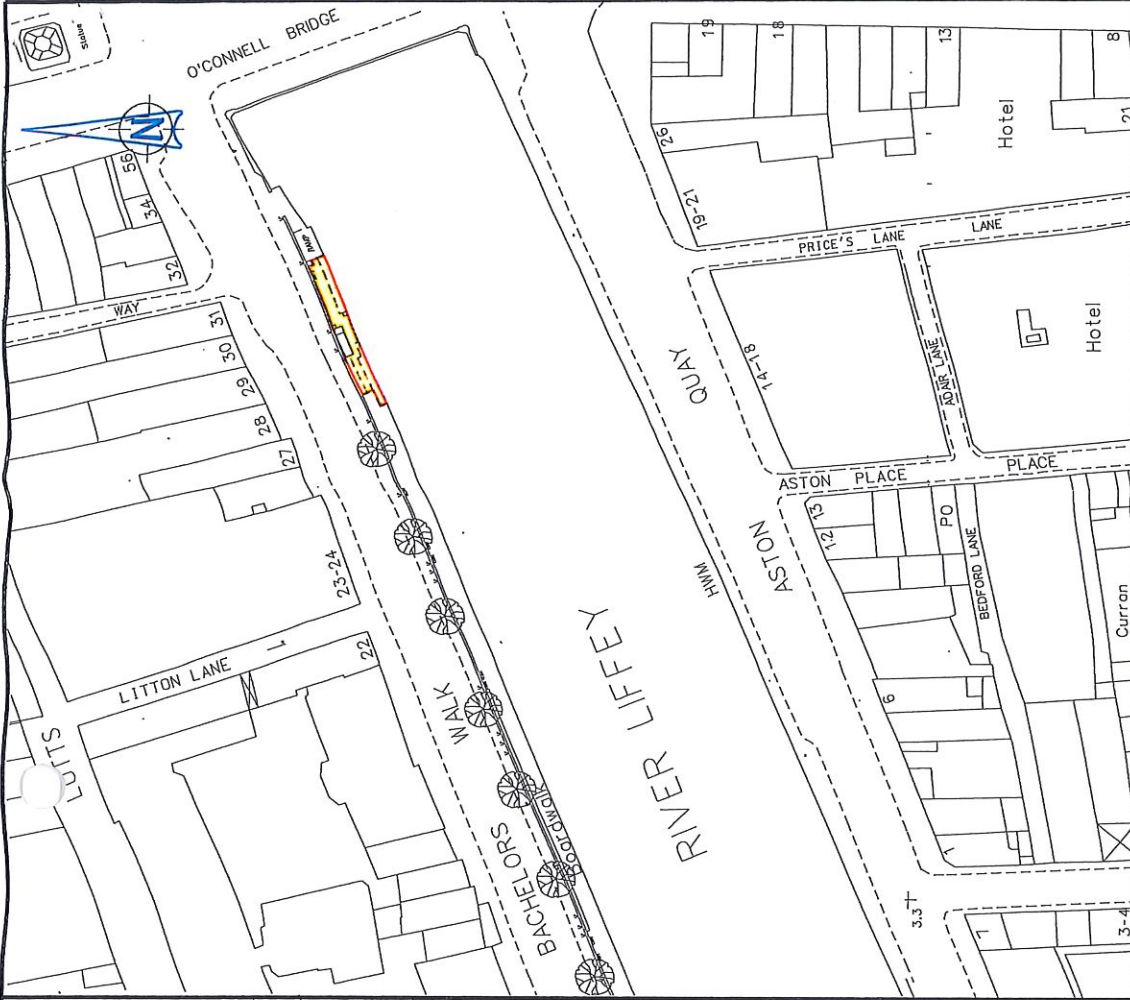 Statue
O'CONNELL BRIDGE
N
56
34
32
WAY
31
30
29
28
27
23-24
22
L
LITTON LANE
LOTTS
BACHELORS
WALK
Boardwalk
RAMP
RIVER LIFFEY
HWM
ASTON
QUAY
19
18
13
8
26
19-21
21
Hotel
PRICE'S LANE
LANE
14-18
ADAIR LANE
Hotel
ASTON PLACE
PLACE
13
12
PO
BEDFORD LANE
6
Curran
1
3.3
1
3-4